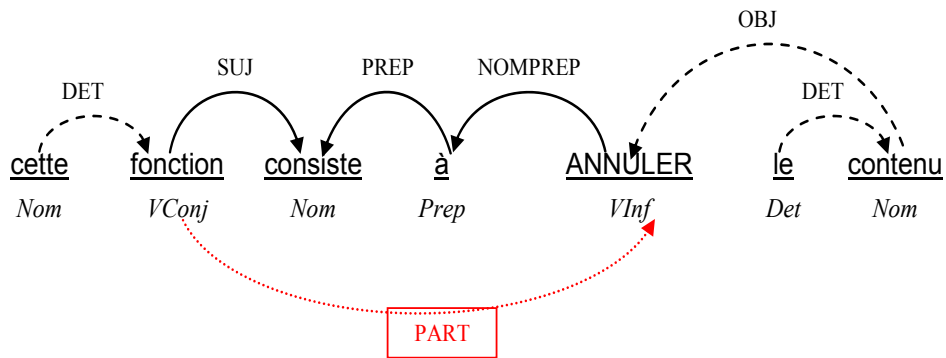 OBJ
SUJ PREP NOMPREP
DET DET
cette fonction consiste à ANNULER le contenu
Nom VConj Nom Prep VInf Det Nom
PART